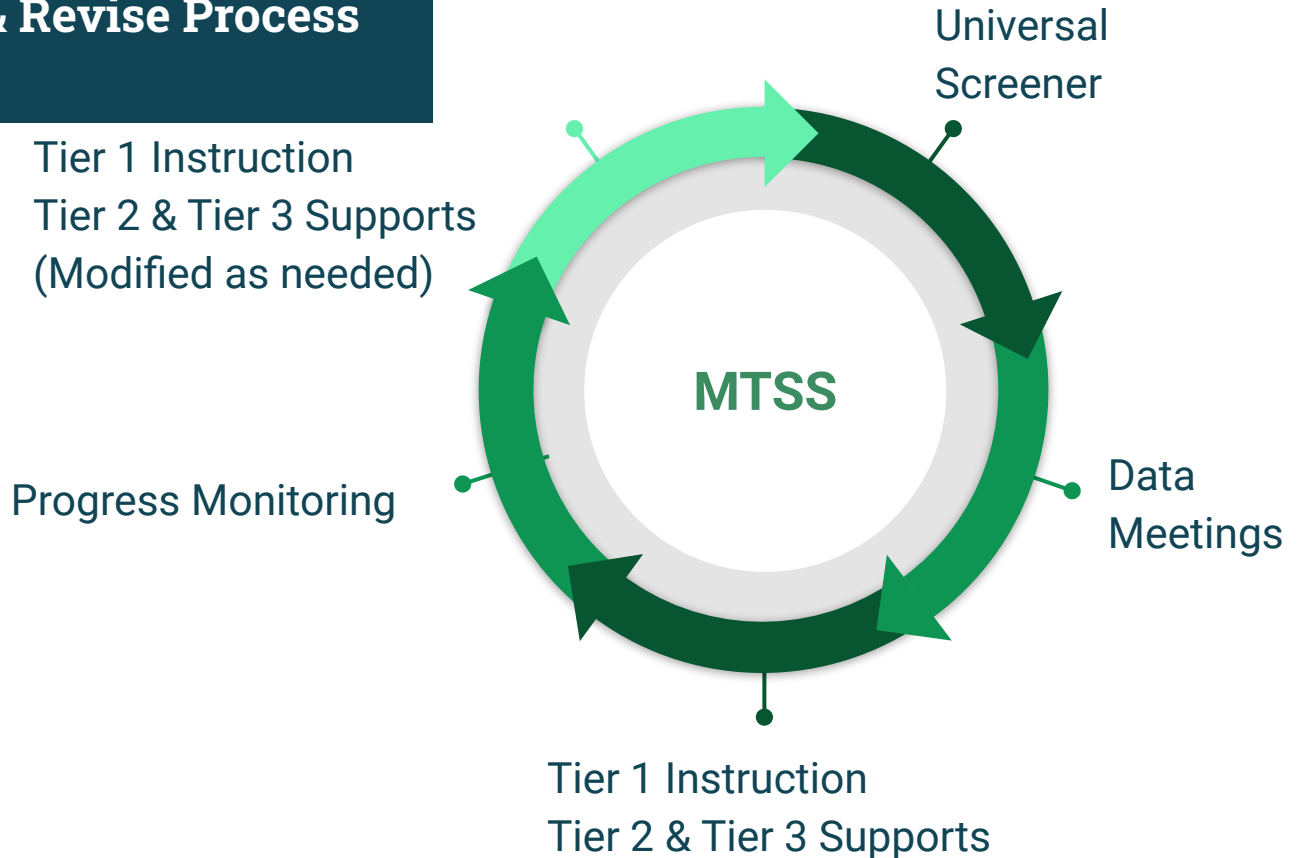 & Revise Process
Universal
Screener
Tier 1 Instruction
Tier 2 & Tier 3 Supports
(Modified as needed)
MTSS
Data
Meetings
Progress Monitoring
Tier 1 Instruction
Tier 2 & Tier 3 Supports